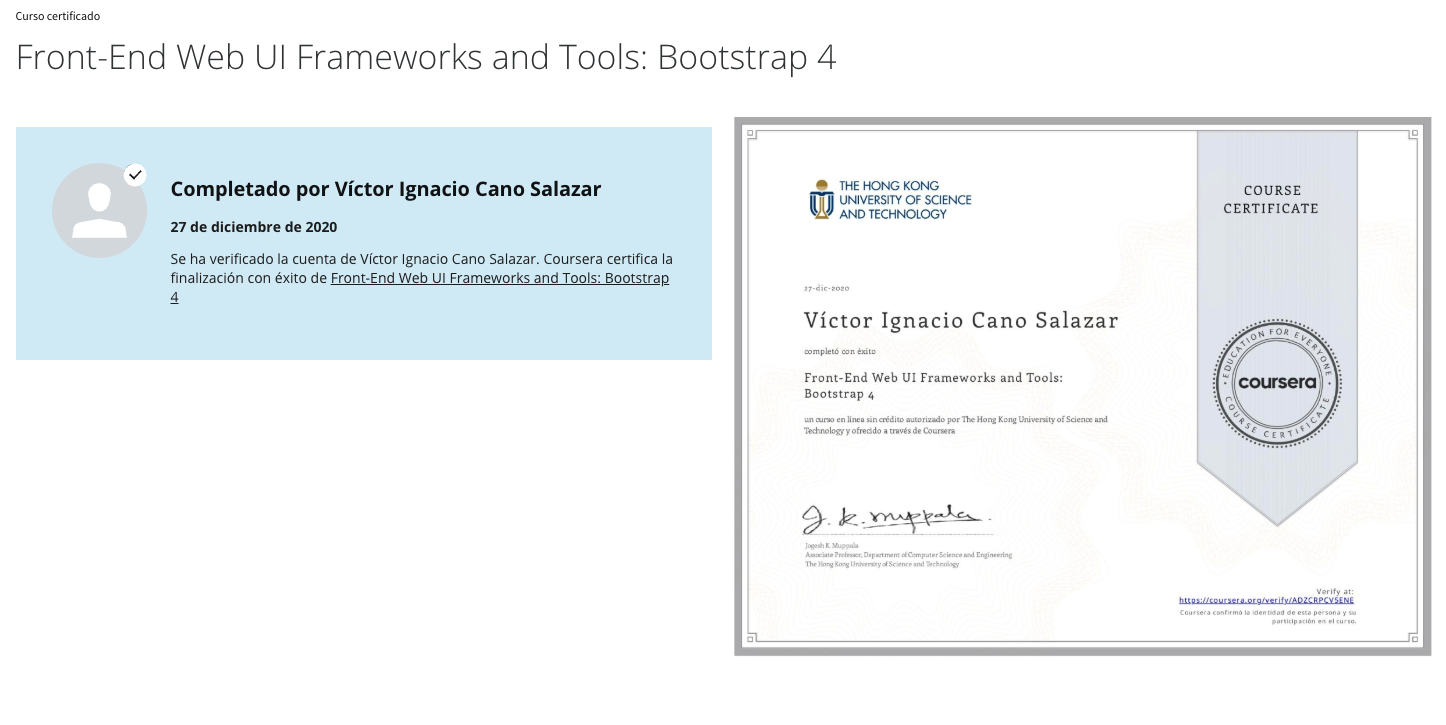 Curso certificado
Front-End Web UI Frameworks and Tools: Bootstrap 4
Completado por Víctor Ignacio Cano Salazar
27 de diciembre de 2020
Se ha verificado la cuenta de Víctor Ignacio Cano Salazar. Coursera certifica la
finalización con éxito de Front-End Web UI Frameworks and Tools: Bootstrap
4
THE HONG KONG
UNIVERSITY OF SCIENCE
AND TECHNOLOGY
COURSE
CERTIFICATE
27-dic-2020
Víctor Ignacio Cano Salazar
completó con éxito
Front-End Web UI Frameworks and Tools:
Bootstrap 4
un curso en línea sin crédito autorizado por The Hong Kong University of Science and
Technology y ofrecido a través de Coursera
EDUCATION FOR EVERYONE
coursera
COURSE CERTIFICATE
J. K. Muppala
Jogesh K. Muppala
Associate Professor, Department of Computer Science and Engineering
The Hong Kong University of Science and Technology
Verify at:
https://coursera.org/verify/ADZCRPCV5ENE
Coursera confirmó la identidad de esta persona y su
participación en el curso.